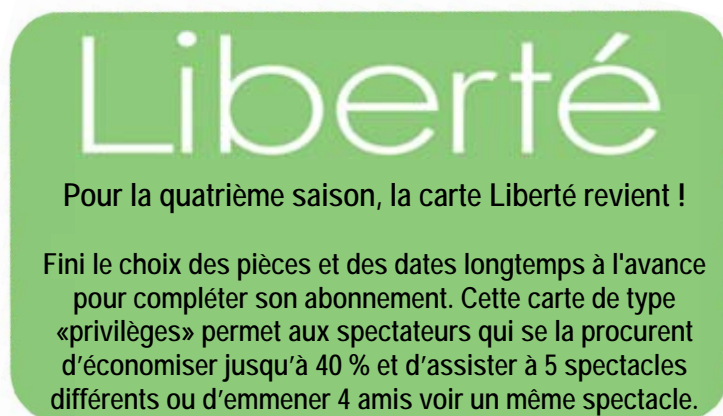 Liberté
Pour la quatrième saison, la carte Liberté revient !
Fini le choix des pièces et des dates longtemps à l'avance
pour compléter son abonnement. Cette carte de type
«privilèges» permet aux spectateurs qui se la procurent
d’économiser jusqu’à 40 % et d’assister à 5 spectacles
différents ou d’emmener 4 amis voir un même spectacle.